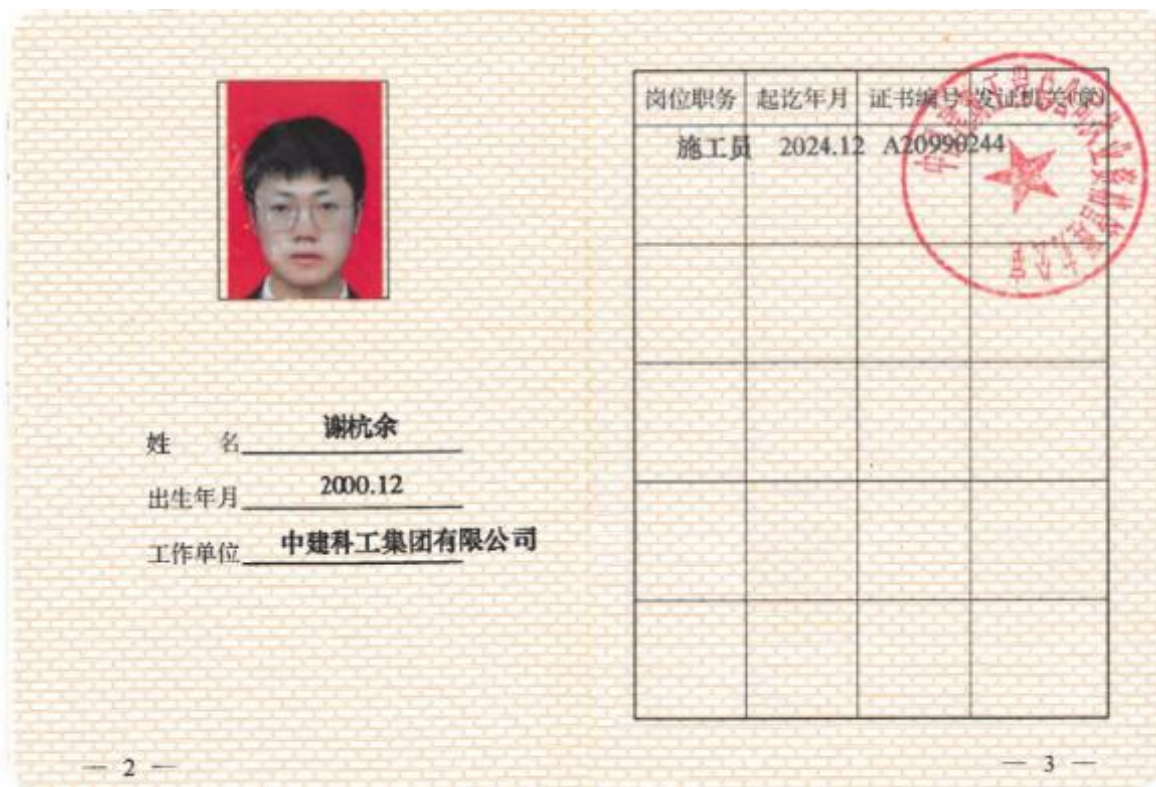 姓 名 谢杭余
出生年月 2000.12
工作单位 中建科工集团有限公司
— 2 —
岗位职务 起讫年月 证书编号 发证机关(章)
施工员 2024.12 A20990244
— 3 —